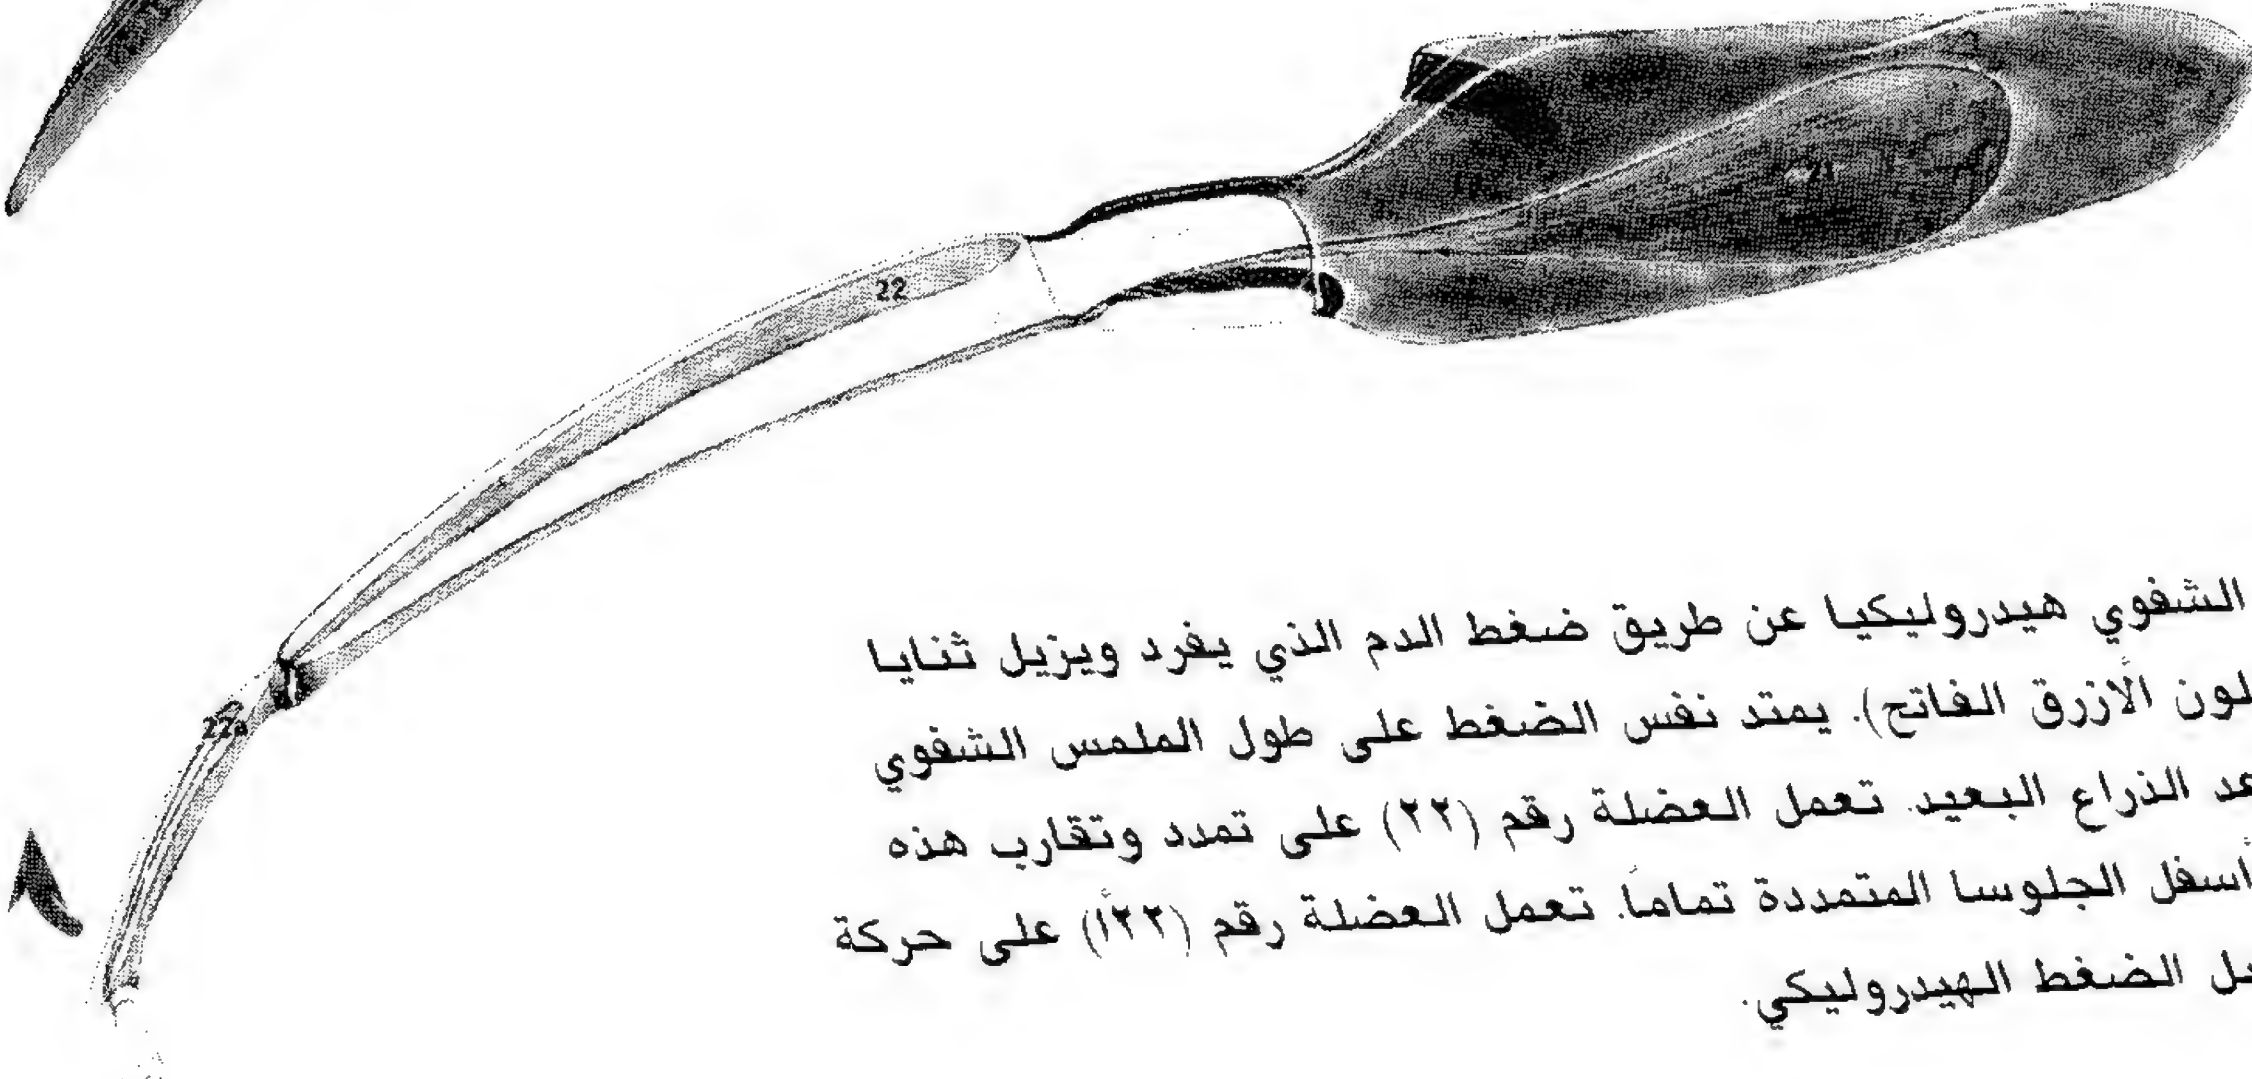 21
22
22a
الشفوي هيدروليكيا عن طريق ضغط الدم الذي يفرد ويزيل ثنايا
لون الأزرق الفاتح). يمتد نفس الضغط على طول الملمس الشفوي
عد الذراع البعيد. تعمل العضلة رقم (٢٢) على تمدد وتقارب هذه
أسفل الجلوسا المتمددة تماماً. تعمل العضلة رقم (٢٢أ) على حركة
الضغط الهيدروليكي.